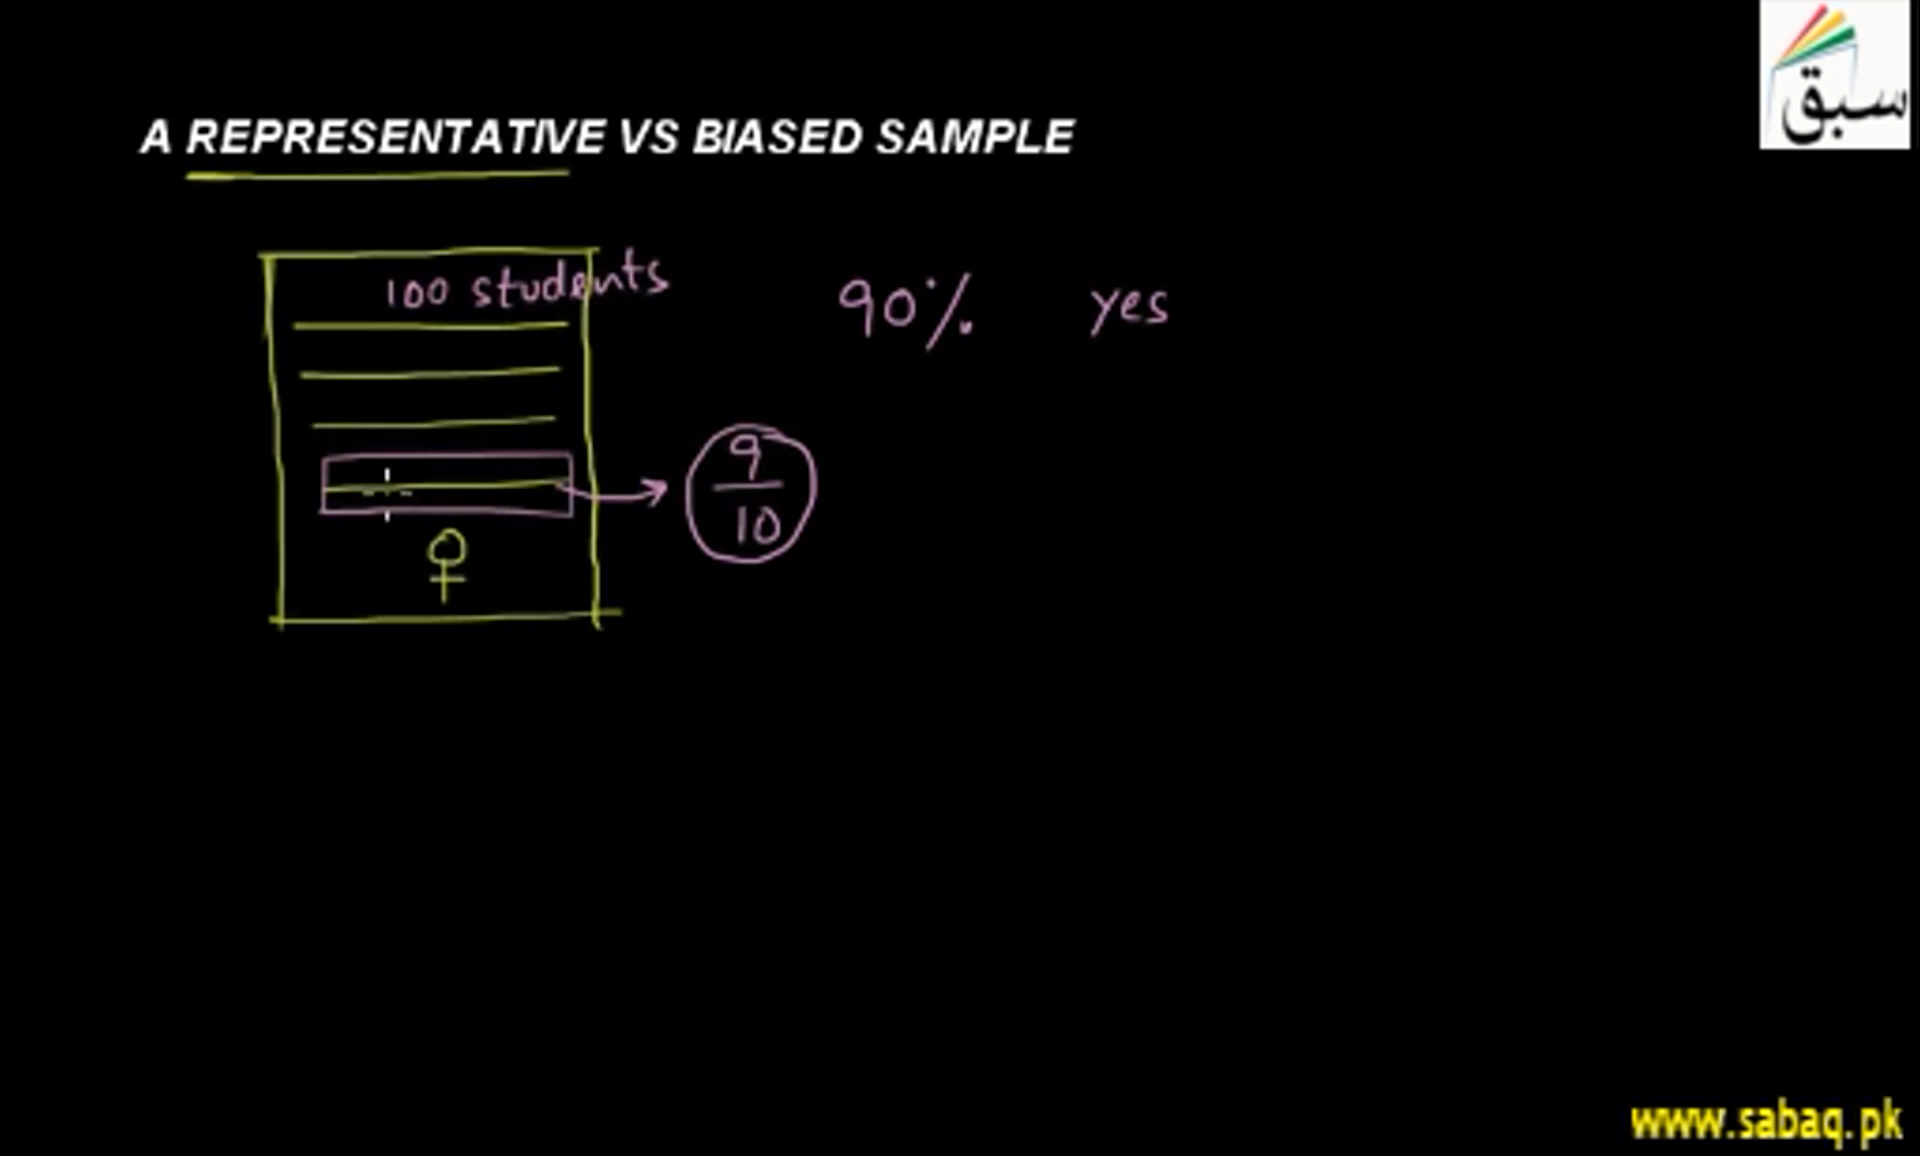 سبق
A REPRESENTATIVE VS BIASED SAMPLE
100 students
90% yes
9
10
www.sabaq.pk